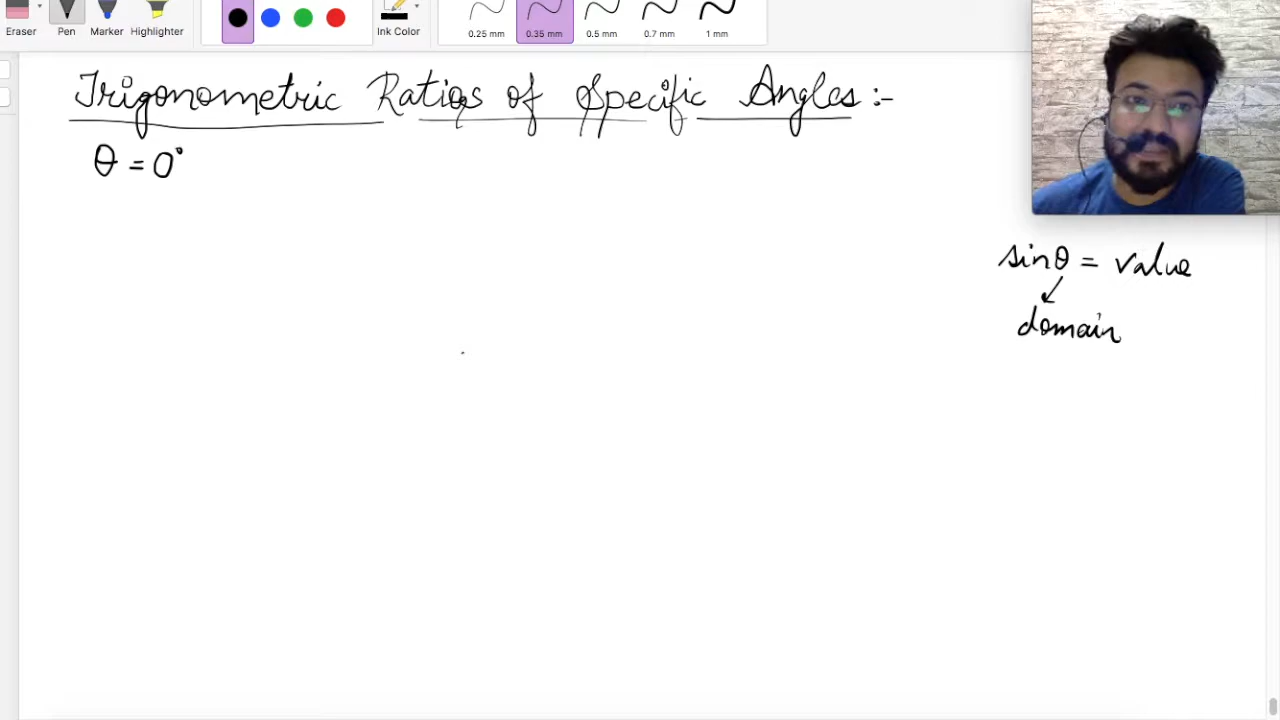 Eraser Pen Marker Highlighter Ink Color 0.25 mm 0.35 mm 0.5 mm 0.7 mm 1 mm
Trigonometric Ratios of Specific Angles :-
θ = 0°
sinθ = value
domain